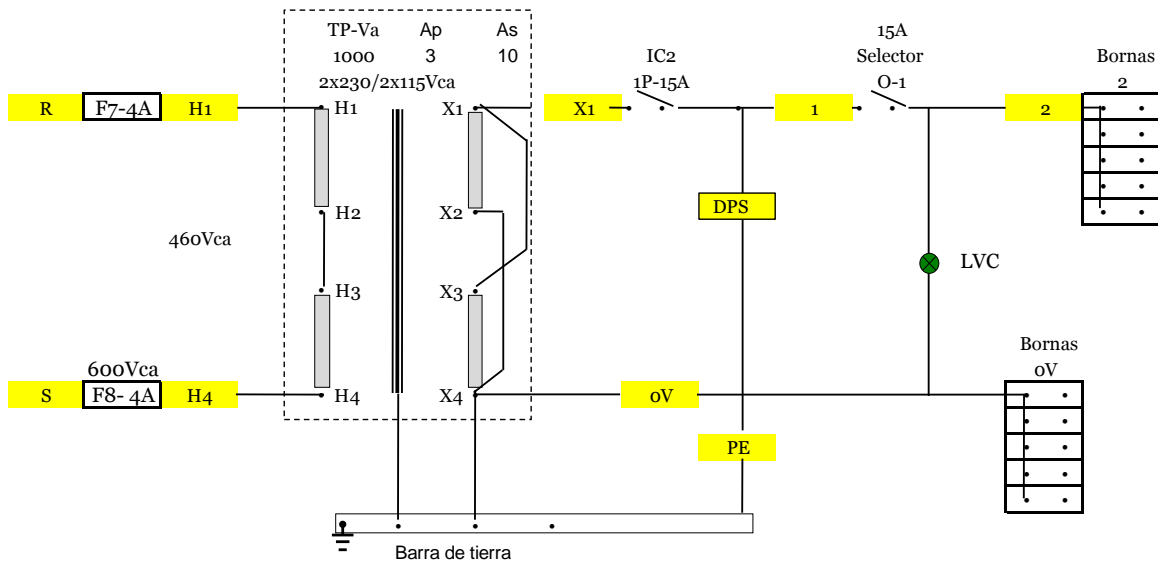 TP-Va Ap As
1000 3 10
2x230/2x115Vca
IC2
1P-15A
15A
Selector
O-1
Bornas
2
R F7-4A H1 H1 X1 X1 1 2
H2 X2
DPS
460Vca
LVC
H3 X3
600Vca
S F8- 4A H4 H4 X4 0V
Bornas
0V
PE
Barra de tierra